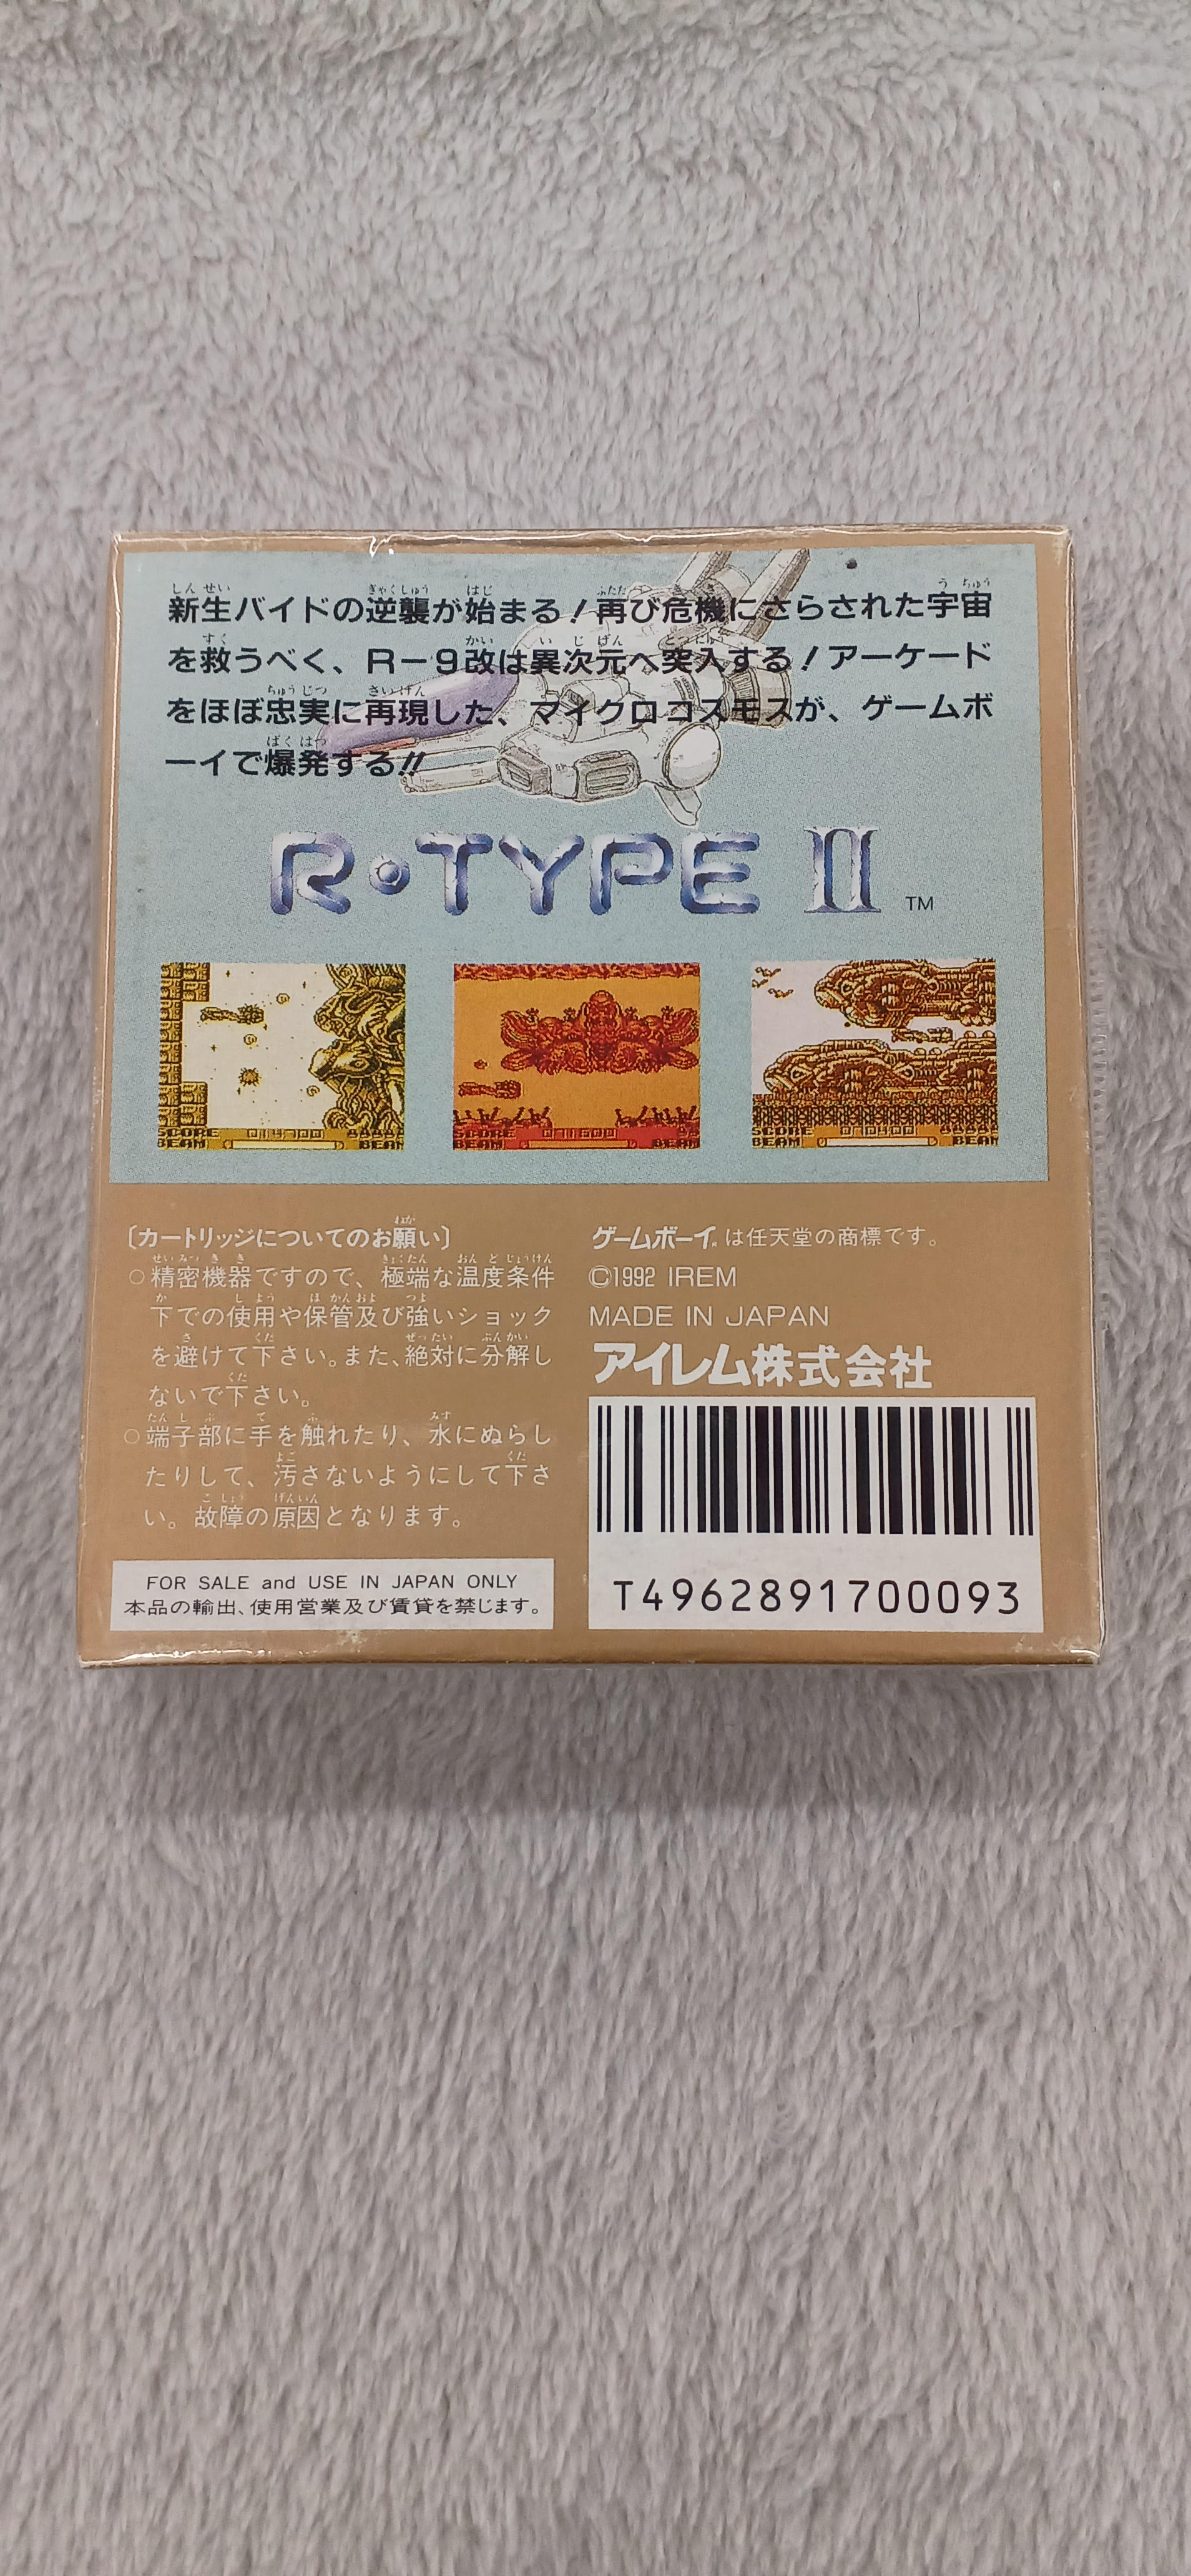 新生バイドの逆襲が始まる!再び危機にさらされた宇宙
を救うべく、R-9改は異次元へ突入する!アーケード
をほぼ忠実に再現した、マイクロコスモスが、ゲームボ
ーイで爆発する!!
R・TYPE II TM
SCORE 014700
BEAM BEAM
SCORE 071600
BEAM BEAM
SCORE
BEAM BEAM
〔カートリッジについてのお願い〕
○精密機器ですので、極端な温度条件
下での使用や保管及び強いショック
を避けて下さい。また、絶対に分解し
ないで下さい。
○端子部に手を触れたり、水にぬらし
たりして、汚さないようにして下さ
い。故障の原因となります。
FOR SALE and USE IN JAPAN ONLY
本品の輸出、使用営業及び賃貸を禁じます。
ゲームボーイは任天堂の商標です。
©1992 IREM
MADE IN JAPAN
アイレム株式会社
T4962891700093